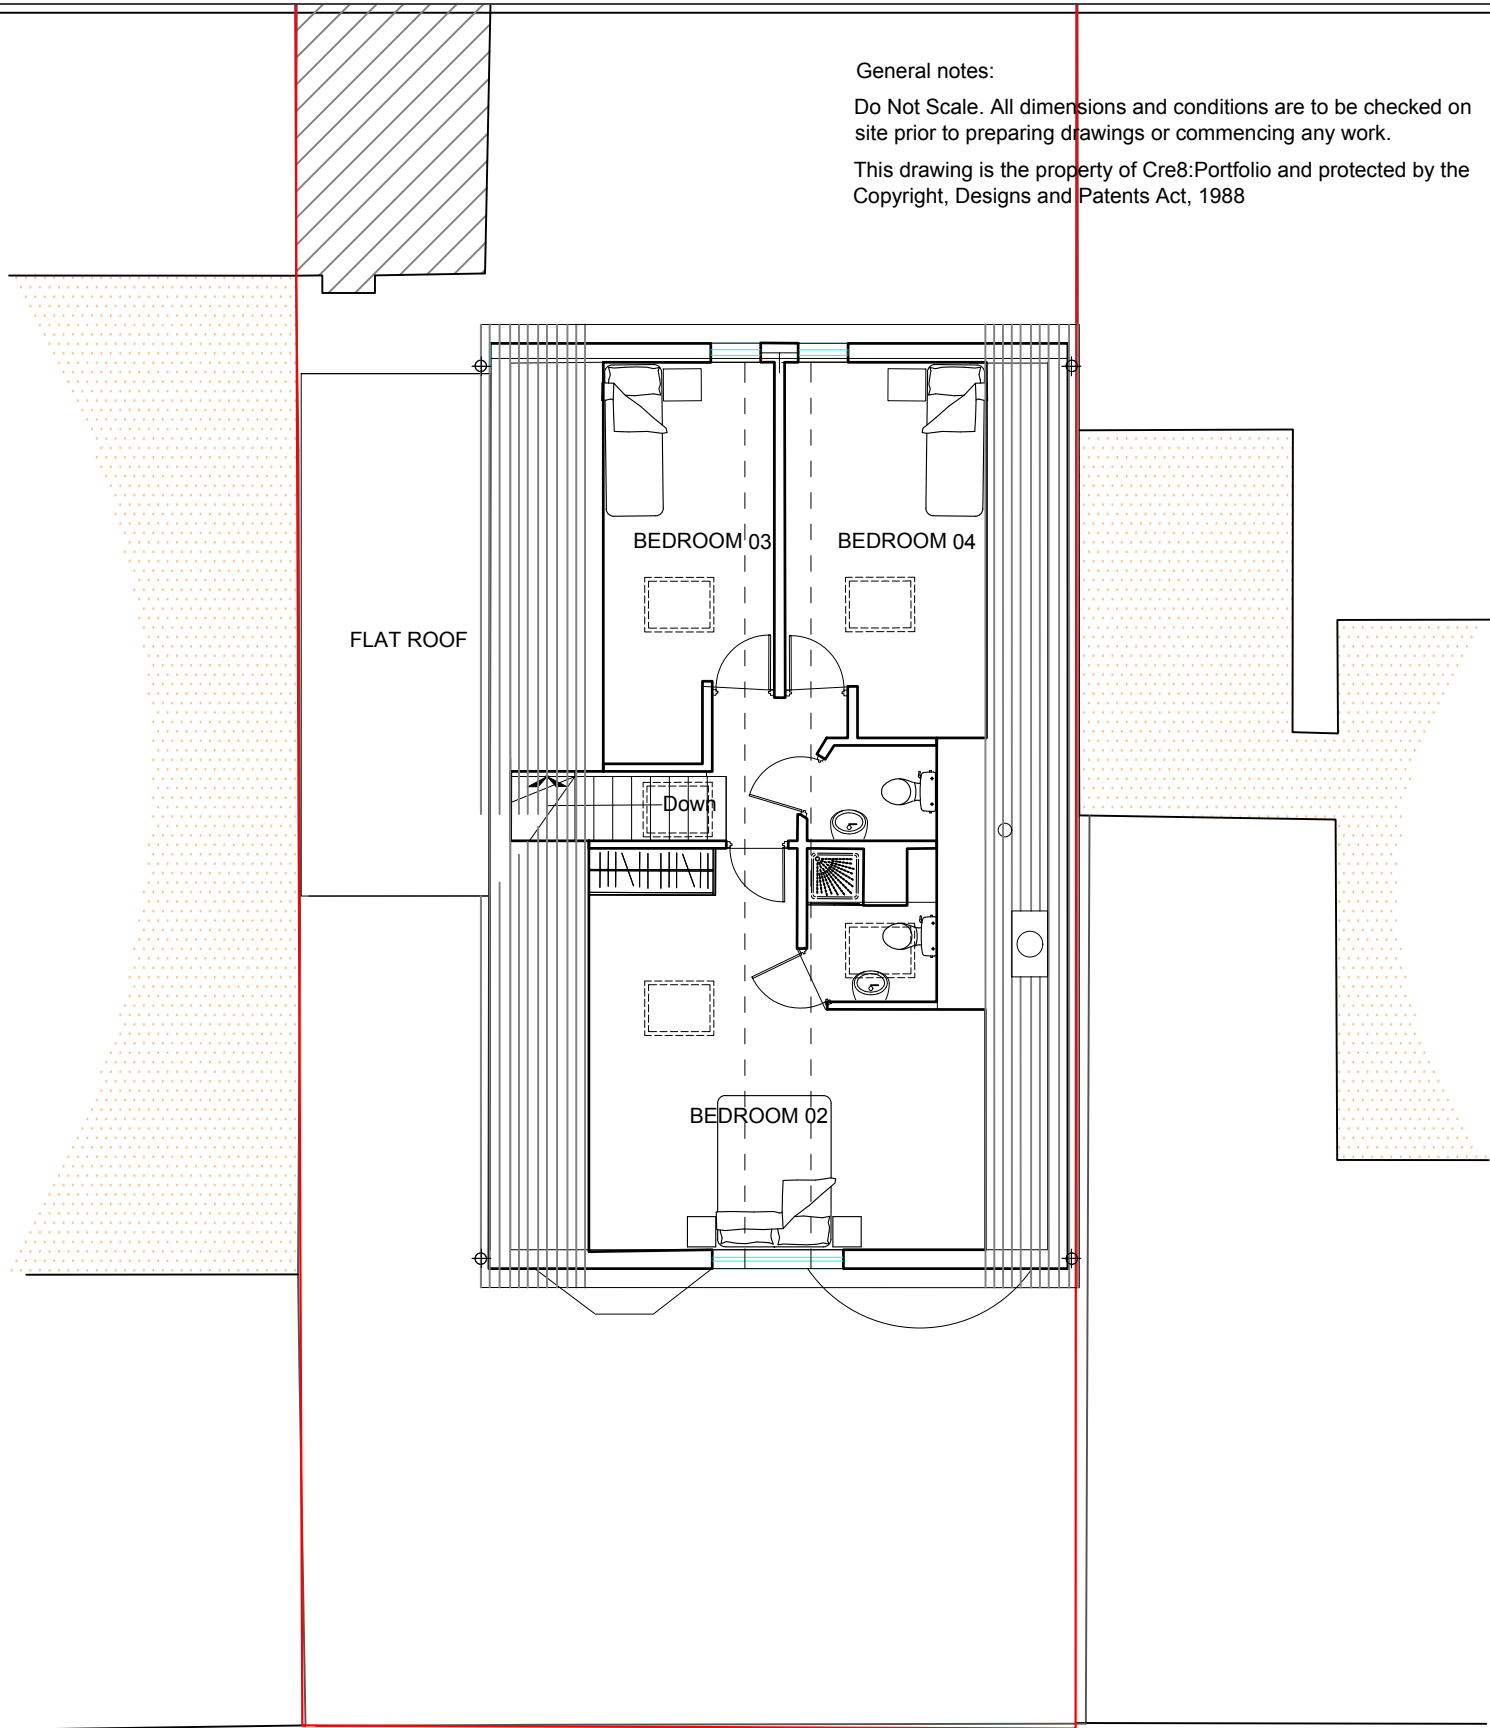 General notes:
Do Not Scale. All dimensions and conditions are to be checked on
site prior to preparing drawings or commencing any work.
This drawing is the property of Cre8:Portfolio and protected by the
Copyright, Designs and Patents Act, 1988
BEDROOM 03
BEDROOM 04
FLAT ROOF
Down
BEDROOM 02